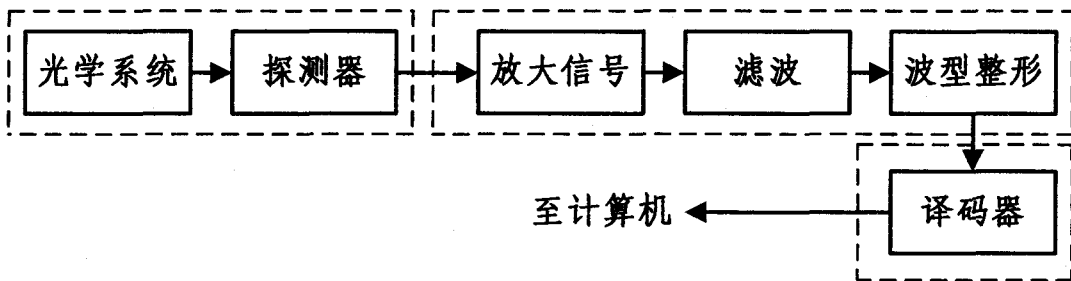 光学系统
探测器
放大信号
滤波
波型整形
译码器
至计算机